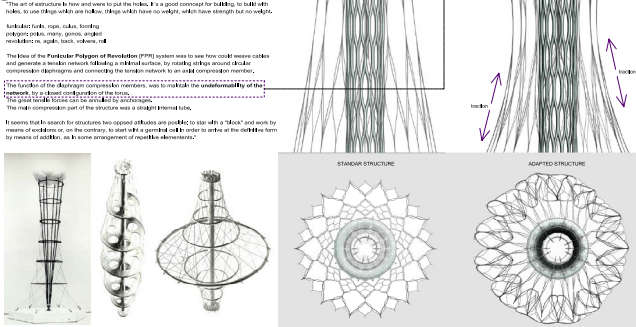 "The art of estructure is how and were to put the holes. It's a good concept for building, to build with
holes, to use things which are hollow, things which have no weight, which have strength but no weight.
funicular: funis, rope, culus, forming
polygon: polus, many, gonos, angled
revolution: re, again, back, volvere, roll
The idea of the Funicular Polygon of Revolution (FPR) system was to see how could weave cables
and generate a tension network following a minimal surface, by rotating strings around circular
compression diaphragms and connecting the tension network to an axial compression member.
The function of the diaphragm compression members, was to maintain the undeformability of the
network, by a closed configuration of the torus.
The great tensile forces can be annulled by anchorages.
The main compression part of the structure was a straight internal tube.
It seems that in search for structures two opposed attitudes are posible; to star with a "block" and work by
means of excisions or, on the contrary, to start wiht a germinal cell in order to arrive at the definitive form
by means of addition, as in some arrangement of repetitive elementents."
traction
traction
STANDAR STRUCTURE
ADAPTED STRUCTURE